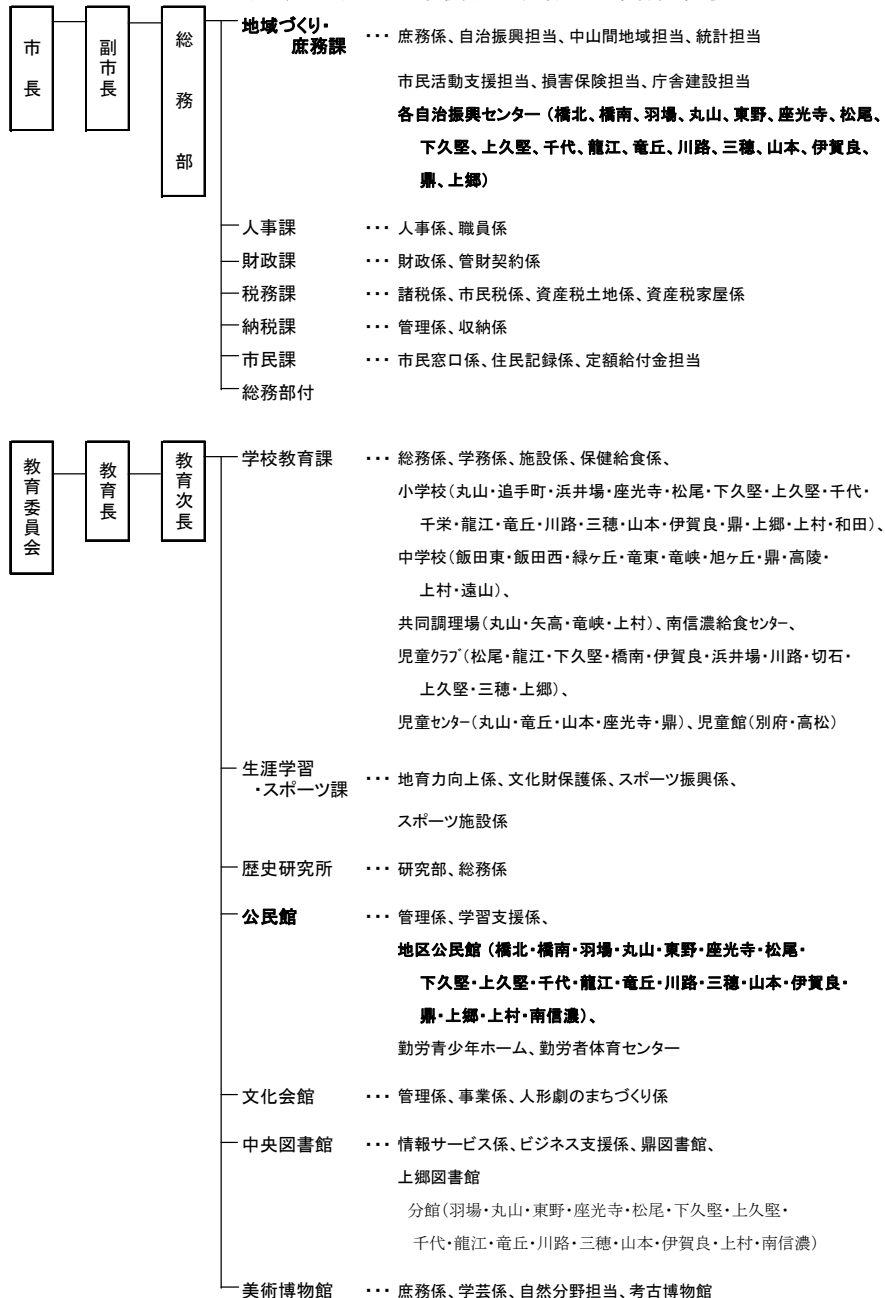 市長
副市長
総務部
地域づくり・
庶務課
・・・ 庶務係、自治振興担当、中山間地域担当、統計担当
市民活動支援担当、損害保険担当、庁舎建設担当
各自治振興センター（橋北、橋南、羽場、丸山、東野、座光寺、松尾、
下久堅、上久堅、千代、龍江、竜丘、川路、三穂、山本、伊賀良、
鼎、上郷）
人事課 ・・・ 人事係、職員係
財政課 ・・・ 財政係、管財契約係
税務課 ・・・ 諸税係、市民税係、資産税土地係、資産税家屋係
納税課 ・・・ 管理係、収納係
市民課 ・・・ 市民窓口係、住民記録係、定額給付金担当
総務部付
教育委員会
教育長
教育次長
学校教育課 ・・・ 総務係、学務係、施設係、保健給食係、
小学校（丸山・追手町・浜井場・座光寺・松尾・下久堅・上久堅・千代・
千栄・龍江・竜丘・川路・三穂・山本・伊賀良・鼎・上郷・上村・和田）、
中学校（飯田東・飯田西・緑ヶ丘・竜東・竜峡・旭ヶ丘・鼎・高陵・
上村・遠山）、
共同調理場（丸山・矢高・竜峡・上村）、南信濃給食ｾﾝﾀｰ、
児童ｸﾗﾌﾞ（松尾・龍江・下久堅・橋南・伊賀良・浜井場・川路・切石・
上久堅・三穂・上郷）、
児童ｾﾝﾀｰ（丸山・竜丘・山本・座光寺・鼎）、児童館（別府・高松）
生涯学習
・スポーツ課
・・・ 地育力向上係、文化財保護係、スポーツ振興係、
スポーツ施設係
歴史研究所 ・・・ 研究部、総務係
公民館 ・・・ 管理係、学習支援係、
地区公民館（橋北・橋南・羽場・丸山・東野・座光寺・松尾・
下久堅・上久堅・千代・龍江・竜丘・川路・三穂・山本・伊賀良・
鼎・上郷・上村・南信濃）、
勤労青少年ホーム、勤労者体育センター
文化会館 ・・・ 管理係、事業係、人形劇のまちづくり係
中央図書館 ・・・ 情報サービス係、ビジネス支援係、鼎図書館、
上郷図書館
分館（羽場・丸山・東野・座光寺・松尾・下久堅・上久堅・
千代・龍江・竜丘・川路・三穂・山本・伊賀良・上村・南信濃）
美術博物館 ・・・ 庶務係、学芸係、自然分野担当、考古博物館